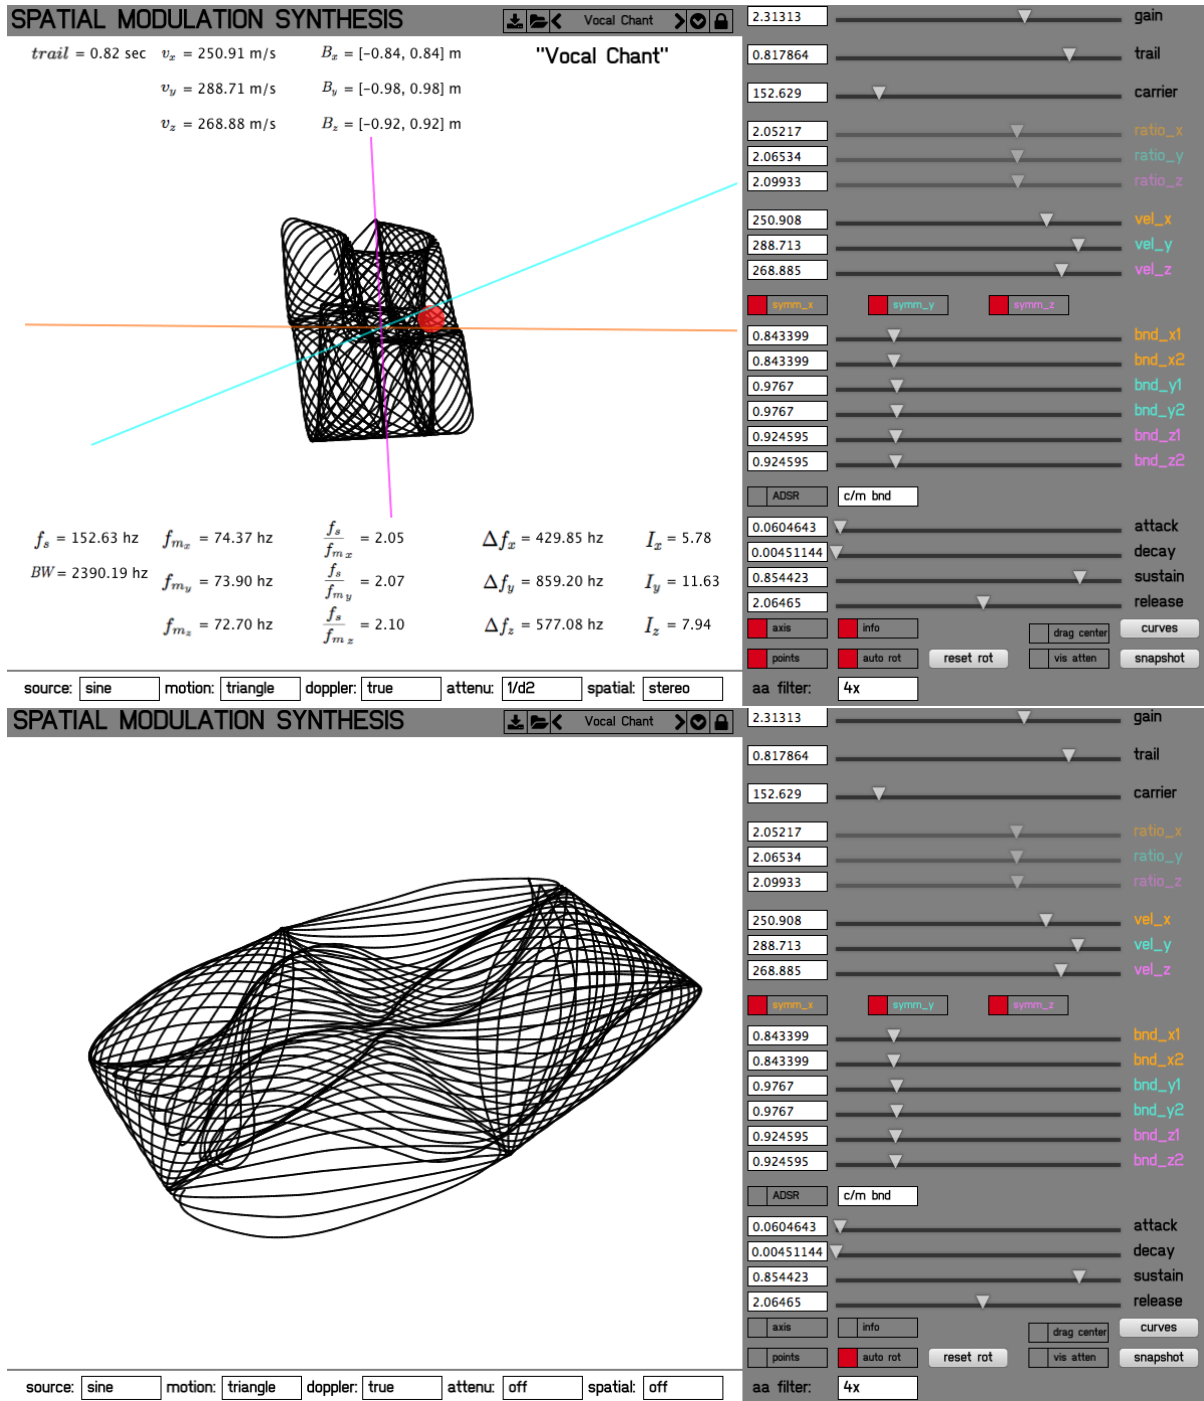 SPATIAL MODULATION SYNTHESIS Vocal Chant
trail = 0.82 sec v_x = 250.91 m/s B_x = [-0.84, 0.84] m "Vocal Chant"
v_y = 288.71 m/s B_y = [-0.98, 0.98] m
v_z = 268.88 m/s B_z = [-0.92, 0.92] m
f_s = 152.63 hz f_{m_x} = 74.37 hz f_s/f_{m_x} = 2.05 Δf_x = 429.85 hz I_x = 5.78
BW = 2390.19 hz f_{m_y} = 73.90 hz f_s/f_{m_y} = 2.07 Δf_y = 859.20 hz I_y = 11.63
f_{m_z} = 72.70 hz f_s/f_{m_z} = 2.10 Δf_z = 577.08 hz I_z = 7.94
source: sine motion: triangle doppler: true attenu: 1/d2 spatial: stereo
2.31313 gain
0.817864 trail
152.629 carrier
2.05217 ratio_x
2.06534 ratio_y
2.09933 ratio_z
250.908 vel_x
288.713 vel_y
268.885 vel_z
symm_x symm_y symm_z
0.843399 bnd_x1
0.843399 bnd_x2
0.9767 bnd_y1
0.9767 bnd_y2
0.924595 bnd_z1
0.924595 bnd_z2
ADSR c/m bnd
0.0604643 attack
0.00451144 decay
0.854423 sustain
2.06465 release
axis info drag center curves
points auto rot reset rot vis atten snapshot
aa filter: 4x
SPATIAL MODULATION SYNTHESIS Vocal Chant
source: sine motion: triangle doppler: true attenu: off spatial: off
2.31313 gain
0.817864 trail
152.629 carrier
2.05217 ratio_x
2.06534 ratio_y
2.09933 ratio_z
250.908 vel_x
288.713 vel_y
268.885 vel_z
symm_x symm_y symm_z
0.843399 bnd_x1
0.843399 bnd_x2
0.9767 bnd_y1
0.9767 bnd_y2
0.924595 bnd_z1
0.924595 bnd_z2
ADSR c/m bnd
0.0604643 attack
0.00451144 decay
0.854423 sustain
2.06465 release
axis info drag center curves
points auto rot reset rot vis atten snapshot
aa filter: 4x